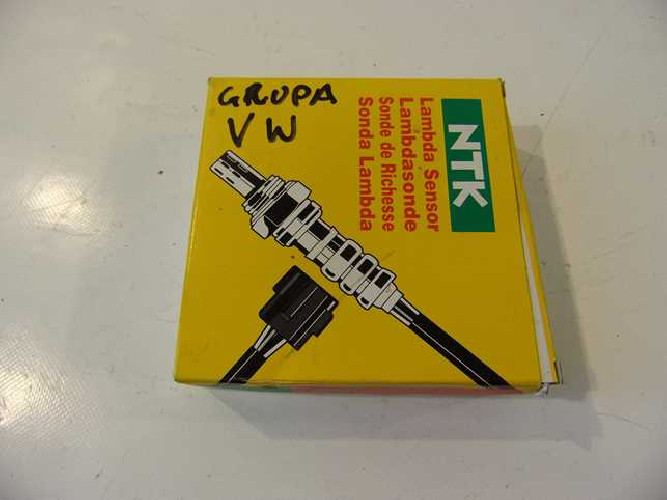 GRUPA
VW
NTK
Lambda Sensor
Lambdasonde
Sonde de Richesse
Sonda Lambda